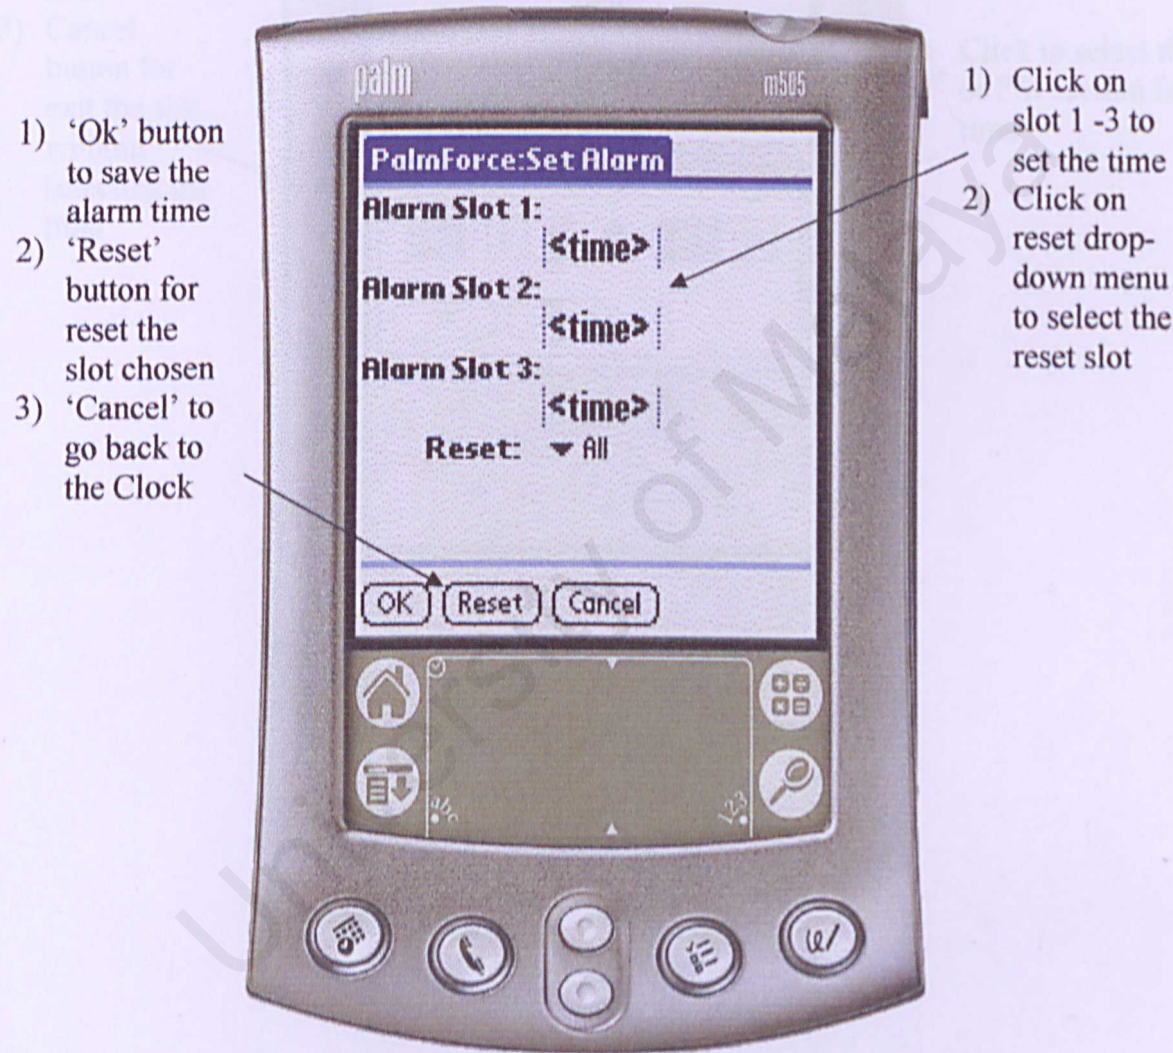 palm
m505
1) 'Ok' button
to save the
alarm time
2) 'Reset'
button for
reset the
slot chosen
3) 'Cancel' to
go back to
the Clock
PalmForce:Set Alarm
Alarm Slot 1:
<time>
Alarm Slot 2:
<time>
Alarm Slot 3:
<time>
Reset: All
OK Reset Cancel
abc
123
1) Click on
slot 1 -3 to
set the time
2) Click on
reset drop-
down menu
to select the
reset slot
University of Malaya